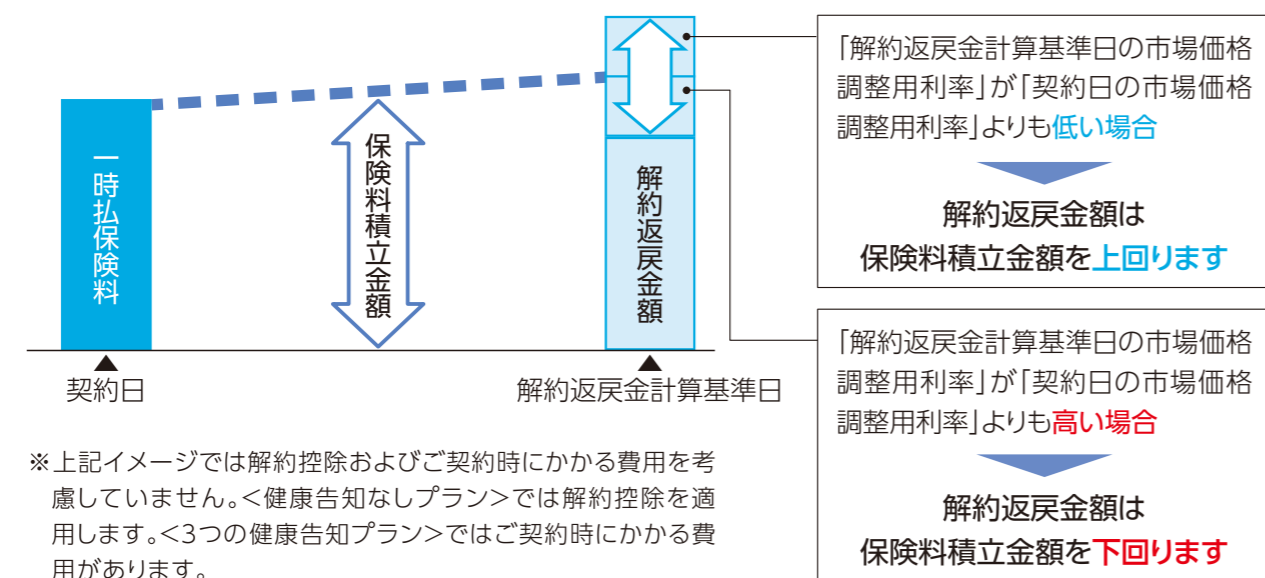 一時払保険料
保険料積立金額
解約返戻金額
契約日
解約返戻金計算基準日
「解約返戻金計算基準日の市場価格
調整用利率」が「契約日の市場価格
調整用利率」よりも低い場合
解約返戻金額は
保険料積立金額を上回ります
「解約返戻金計算基準日の市場価格
調整用利率」が「契約日の市場価格
調整用利率」よりも高い場合
解約返戻金額は
保険料積立金額を下回ります
※上記イメージでは解約控除およびご契約時にかかる費用を考
慮していません。<健康告知なしプラン>では解約控除を適
用します。<3つの健康告知プラン>ではご契約時にかかる費
用があります。